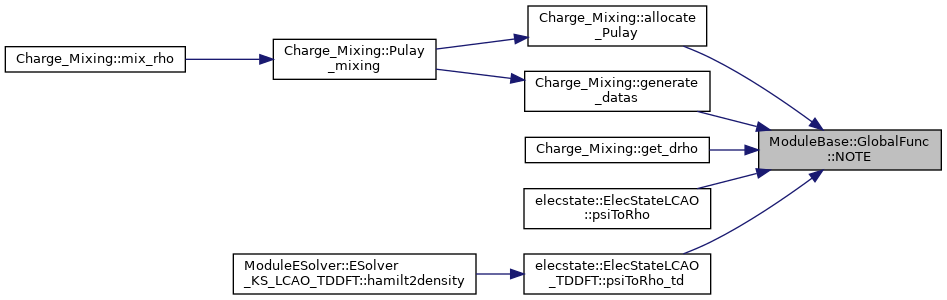 Charge_Mixing::allocate
_Pulay
Charge_Mixing::mix_rho
Charge_Mixing::Pulay
_mixing
Charge_Mixing::generate
_datas
ModuleBase::GlobalFunc
::NOTE
Charge_Mixing::get_drho
elecstate::ElecStateLCAO
::psiToRho
ModuleESolver::ESolver
_KS_LCAO_TDDFT::hamilt2density
elecstate::ElecStateLCAO
_TDDFT::psiToRho_td